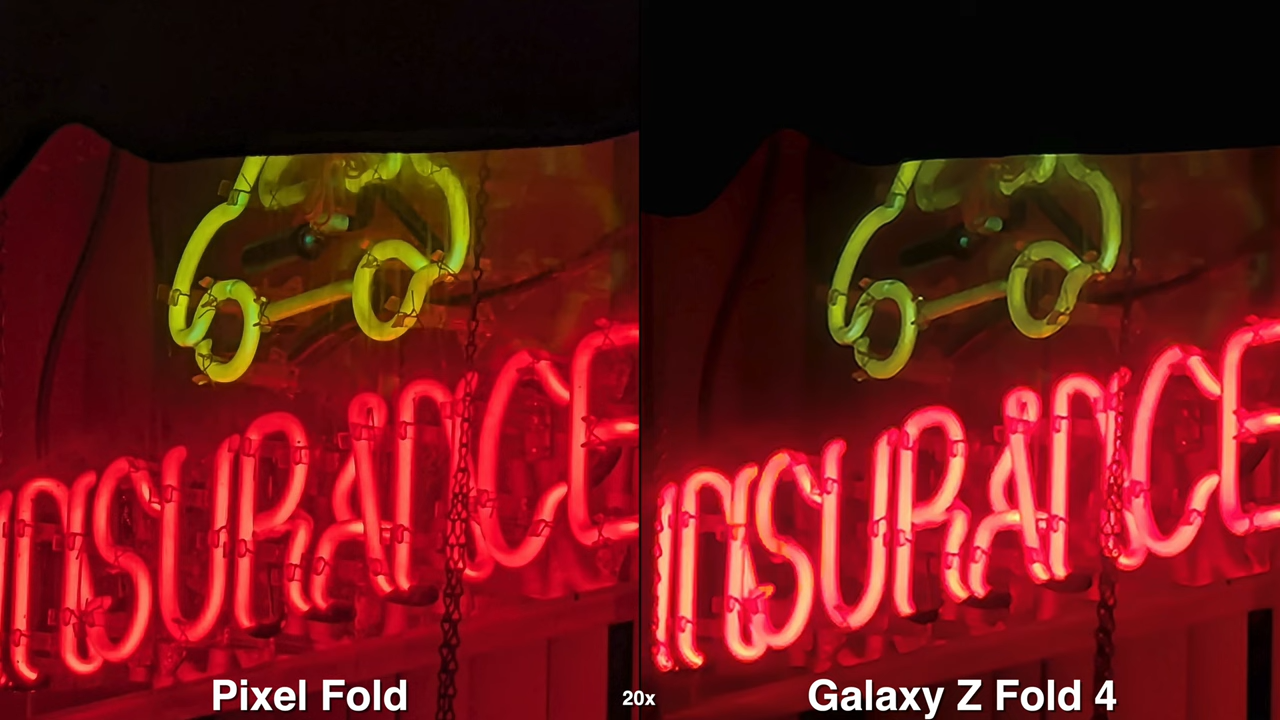 INSURANCE
INSURANCE
Pixel Fold
20x
Galaxy Z Fold 4